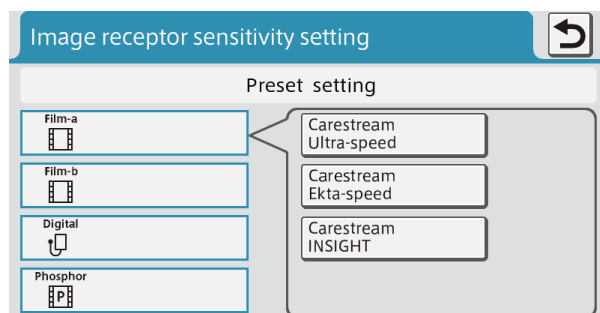 Image receptor sensitivity setting
Preset setting
Film-a
Film-b
Digital
Phosphor
P
Carestream
Ultra-speed
Carestream
Ekta-speed
Carestream
INSIGHT